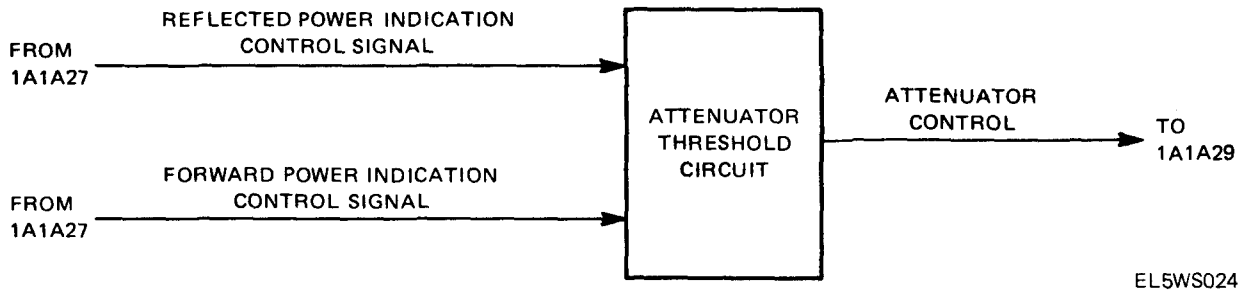 REFLECTED POWER INDICATION
CONTROL SIGNAL
FROM
1A1A27
ATTENUATOR
THRESHOLD
CIRCUIT
ATTENUATOR
CONTROL
TO
1A1A29
FORWARD POWER INDICATION
CONTROL SIGNAL
FROM
1A1A27
EL5WS024